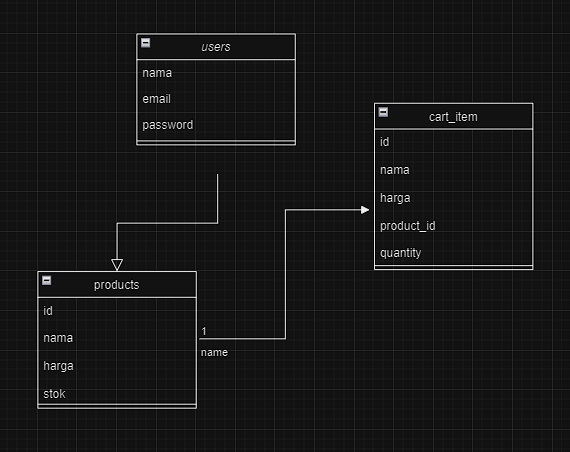 users
nama
email
password
cart_item
id
nama
harga
product_id
quantity
products
id
nama
harga
stok
1
name